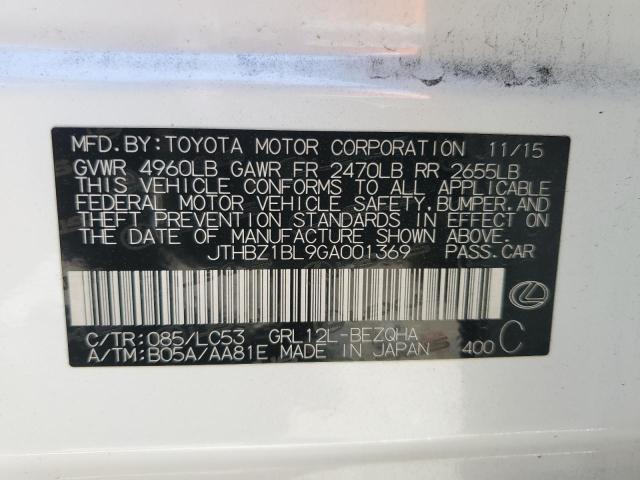 MFD.BY:TOYOTA MOTOR CORPORATION 11/15
GVWR 4960LB GAWR FR 2470LB RR 2655LB
THIS VEHICLE CONFORMS TO ALL APPLICABLE
FEDERAL MOTOR VEHICLE SAFETY,BUMPER,AND
THEFT PREVENTION STANDARDS IN EFFECT ON
THE DATE OF MANUFACTURE SHOWN ABOVE.
JTHBZ1BL9GA001369 PASS.CAR
C/TR:085/LC53 GRL12L-BEZQHA
A/TM:B05A/AA81E MADE IN JAPAN 400 C